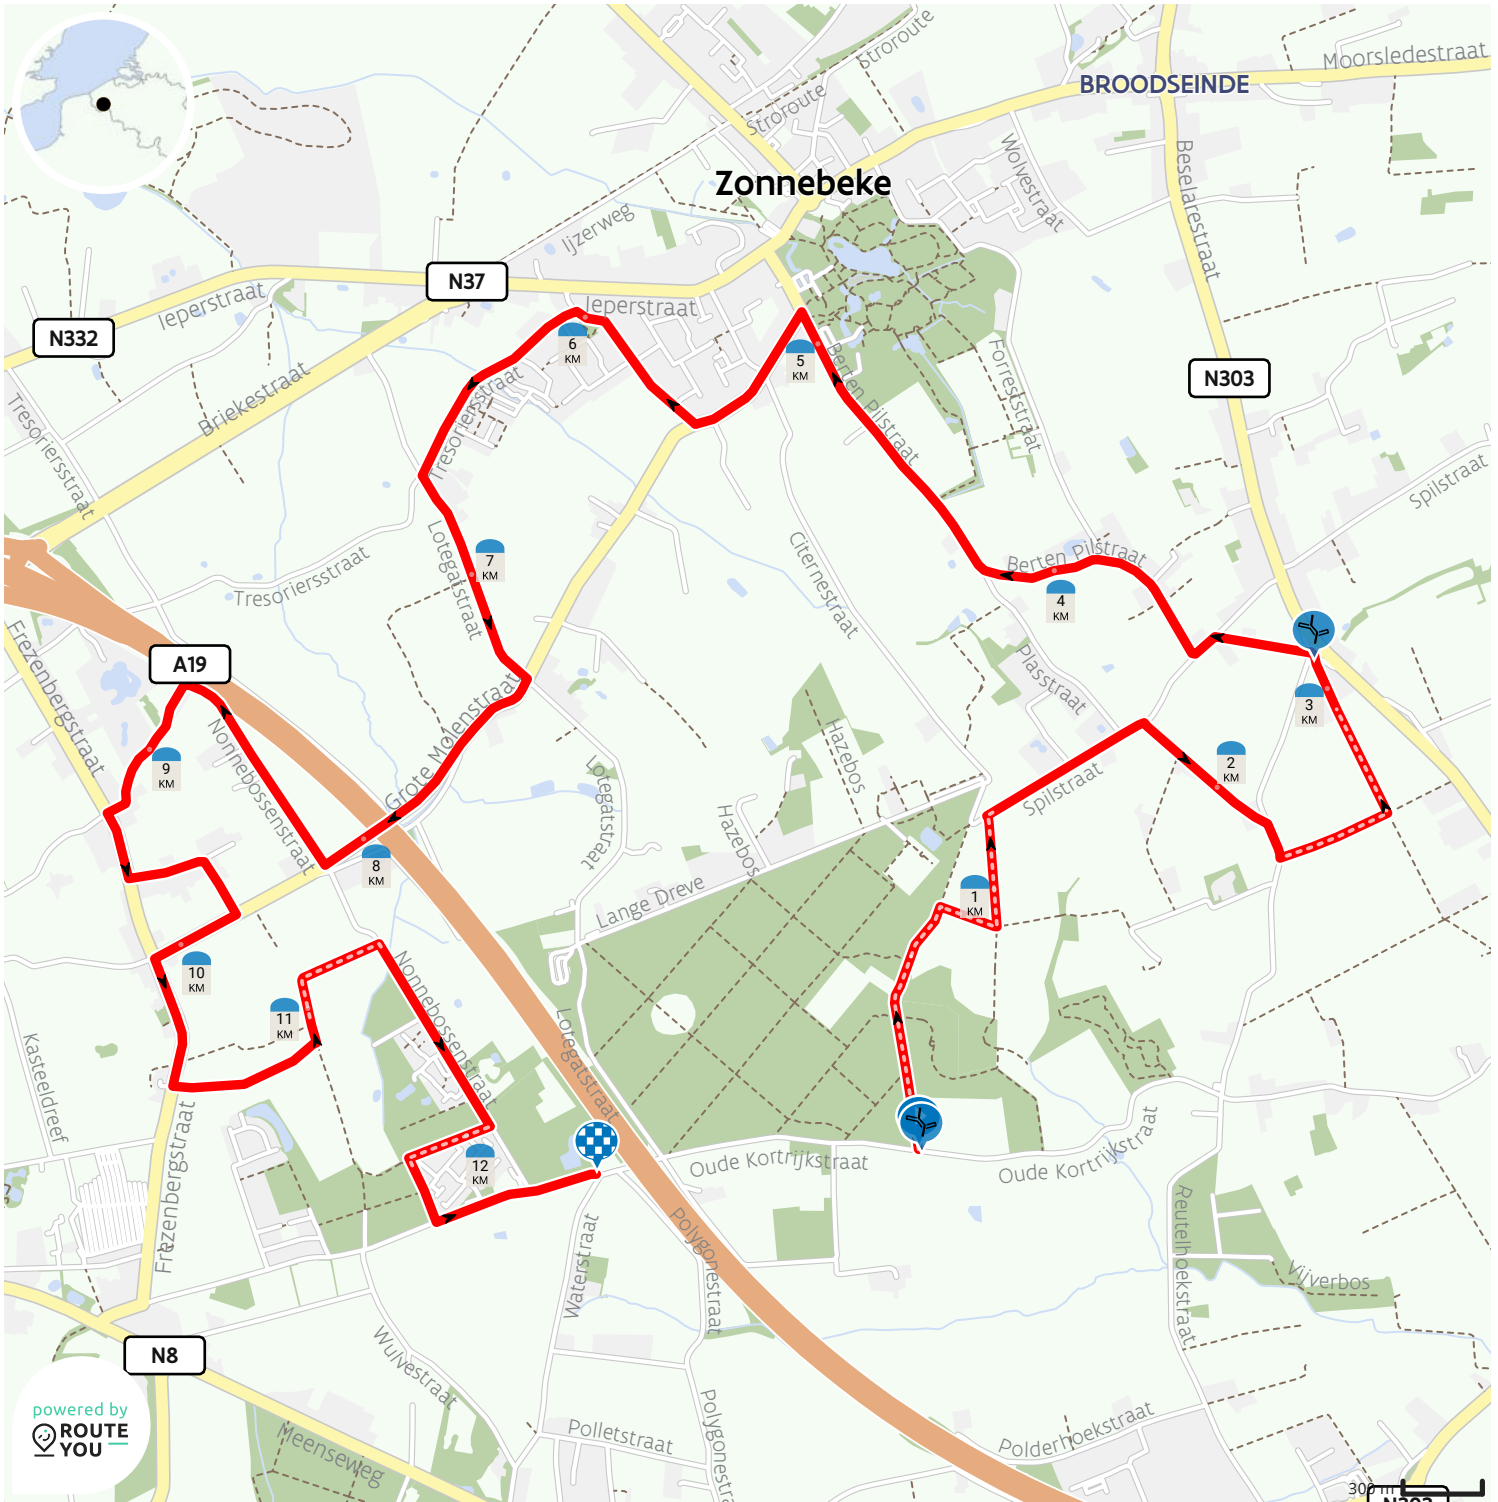 Stroroute
Moorsledestraat
BROODSEINDE
Stroroute
Wolvestraat
Beselarestraat
Zonnebeke
Ijzerweg
N37
Ieperstraat
Ieperstraat
N332
6
KM
5
KM
Berten Pilstraat
Forreststraat
N303
Tresoriersstraat
Briekestraat
Tresoriersstraat
Spilstraat
Lotegatstraat
7
KM
Citernestraat
Berten Pilstraat
4
KM
Tresoriersstraat
Frezenbergstraat
A19
Plasstraat
3
KM
Nonnebossenstraat
Grote Molenstraat
Hazebos
2
KM
9
KM
Lotegatstraat
Spilstraat
Hazebos
8
KM
Lange Dreve
1
KM
10
KM
Nonnebossenstraat
11
KM
Lotegatstraat
Kasteeldreef
Frezenbergstraat
12
KM
Oude Kortrijkstraat
Oude Kortrijkstraat
Waterstraat
Polygonestraat
Reutelhoekstraat
Vijverbos
N8
Wulvestraat
powered by
ROUTE
YOU
Meenseweg
Polletstraat
Polygonestra
Polderhoekstraat
300 m